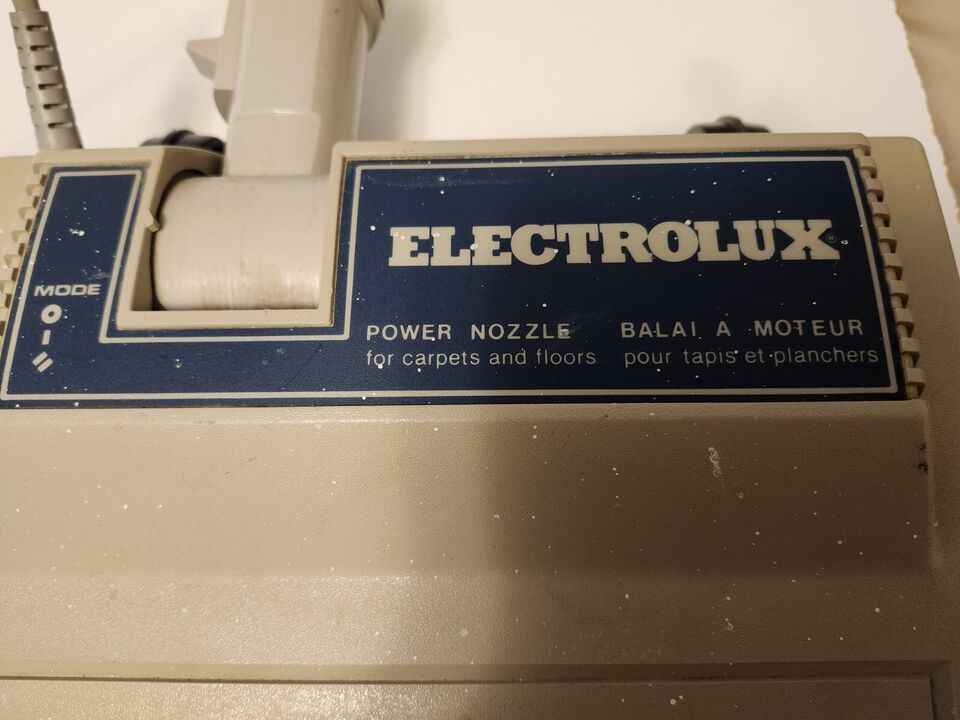 ELECTROLUX®
MODE
O
I
POWER NOZZLE BALAI A MOTEUR
for carpets and floors pour tapis et planchers